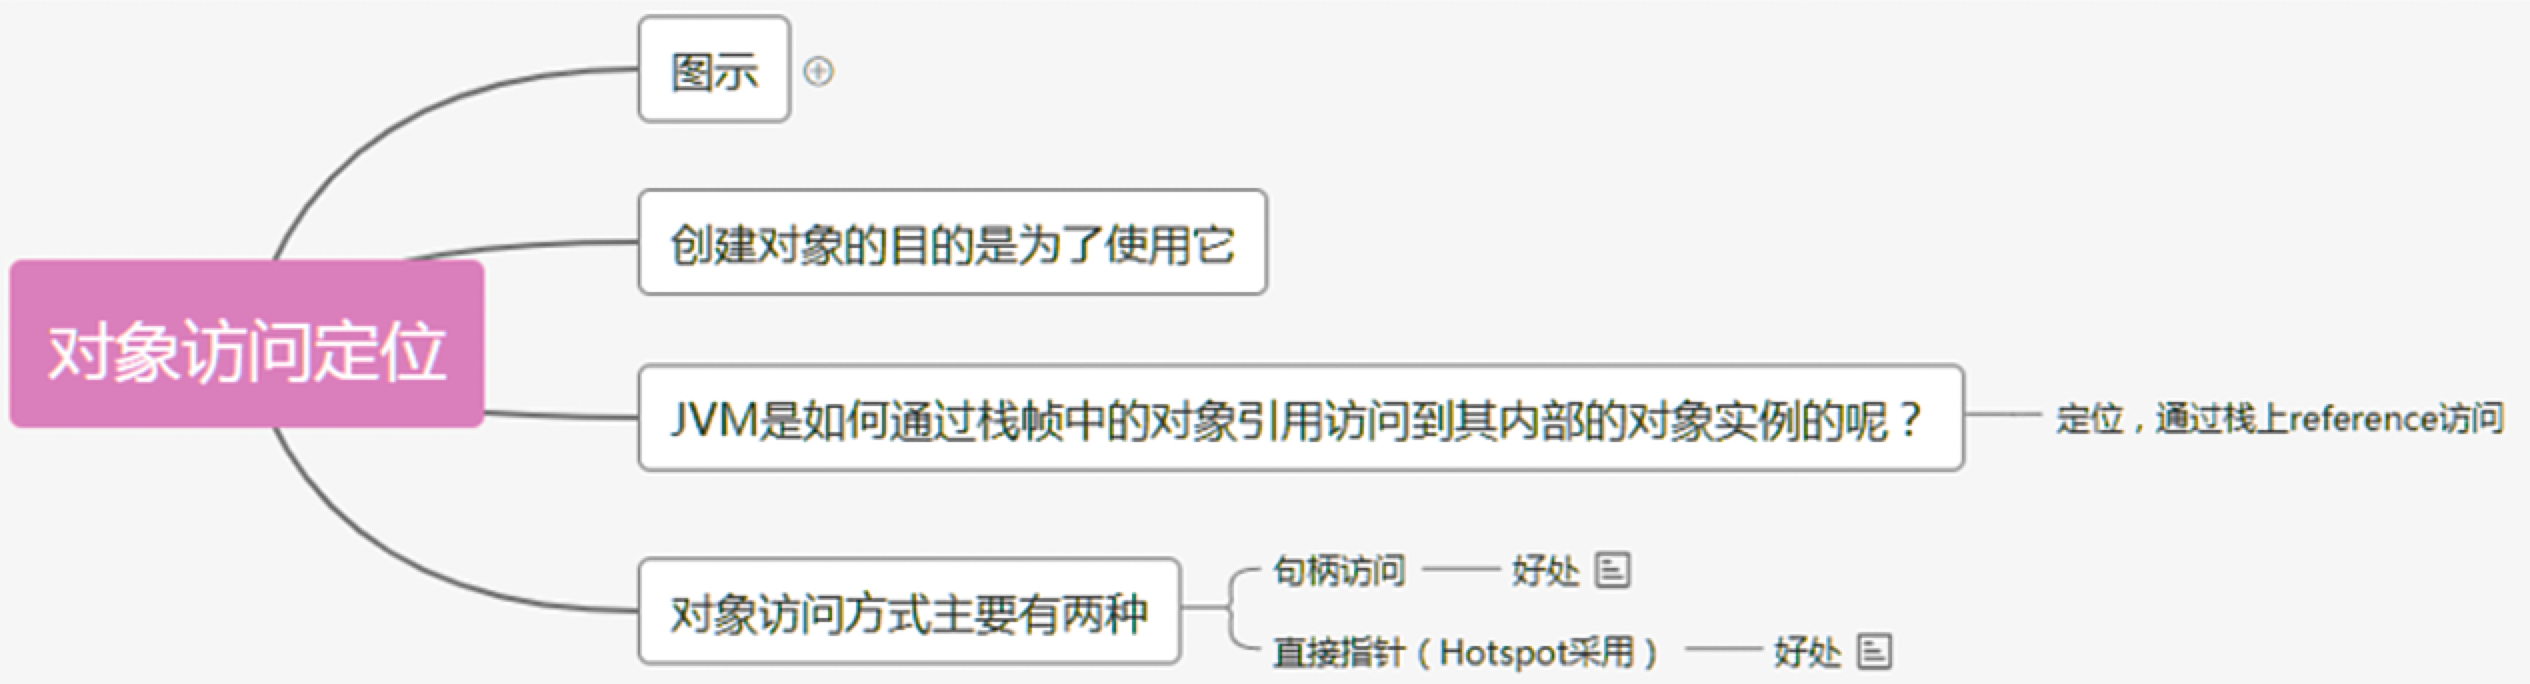 图示
创建对象的目的是为了使用它
对象访问定位
JVM是如何通过栈帧中的对象引用访问到其内部的对象实例的呢？
定位，通过栈上reference访问
对象访问方式主要有两种
句柄访问
好处
直接指针（Hotspot采用）
好处